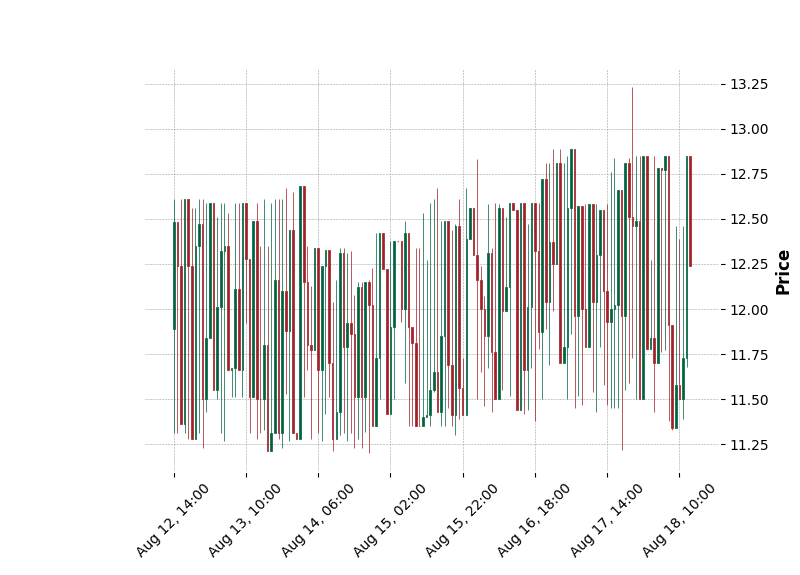 13.25
13.00
12.75
12.50
12.25
12.00
11.75
11.50
11.25
Price
Aug 12, 14:00
Aug 13, 10:00
Aug 14, 06:00
Aug 15, 02:00
Aug 15, 22:00
Aug 16, 18:00
Aug 17, 14:00
Aug 18, 10:00